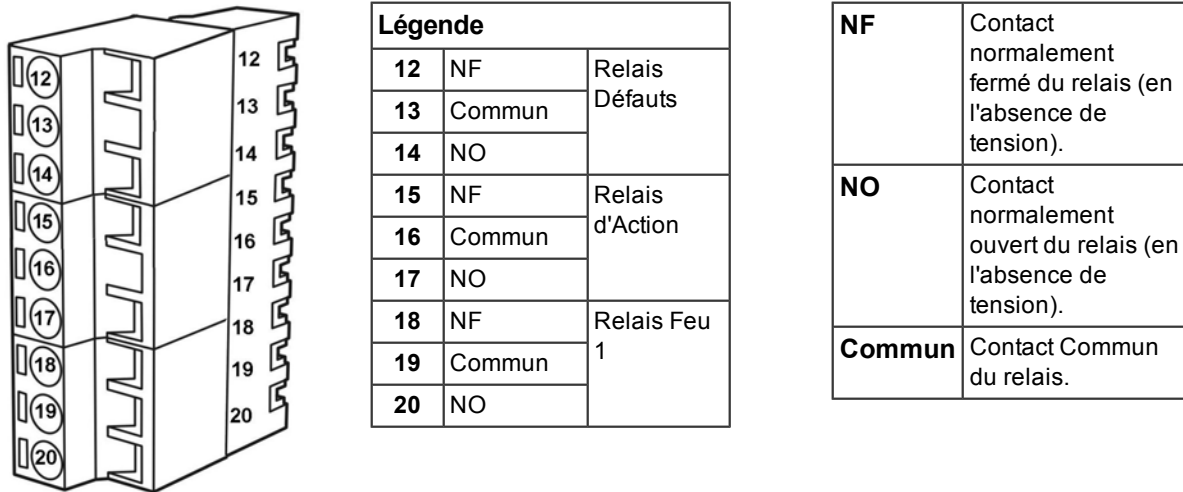 12
13
14
15
16
17
18
19
20
12
13
14
15
16
17
18
19
20
Légende
12 NF Relais
Défauts
13 Commun
14 NO
15 NF Relais
d'Action
16 Commun
17 NO
18 NF Relais Feu
1
19 Commun
20 NO
NF Contact
normalement
fermé du relais (en
l'absence de
tension).
NO Contact
normalement
ouvert du relais (en
l'absence de
tension).
Commun Contact Commun
du relais.